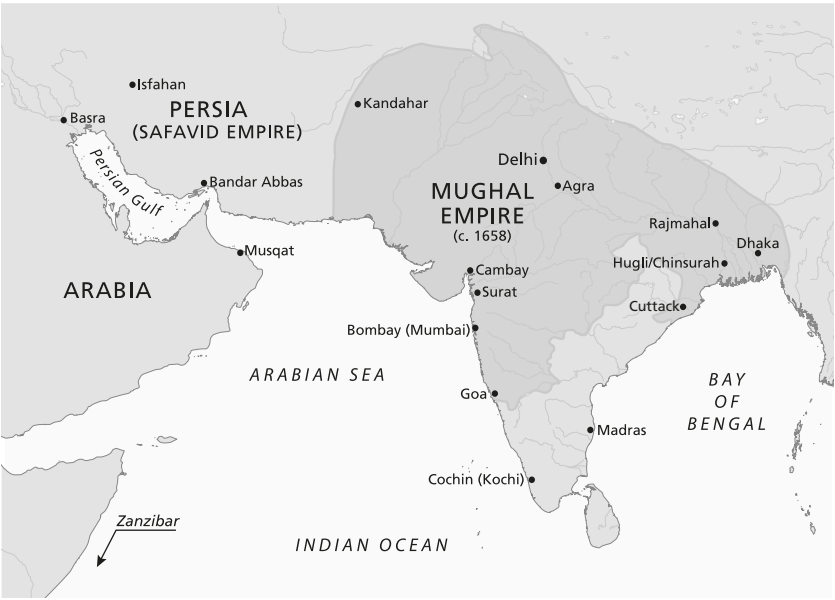 Isfahan
PERSIA
(SAFAVID EMPIRE)
Basra
Kandahar
Persian Gulf
Bandar Abbas
Delhi
MUGHAL
EMPIRE
(c. 1658)
Agra
Rajmahal
Dhaka
Musqat
Cambay
Hugli/Chinsurah
ARABIA
Surat
Cuttack
Bombay (Mumbai)
ARABIAN SEA
BAY
OF
BENGAL
Goa
Madras
Cochin (Kochi)
Zanzibar
INDIAN OCEAN